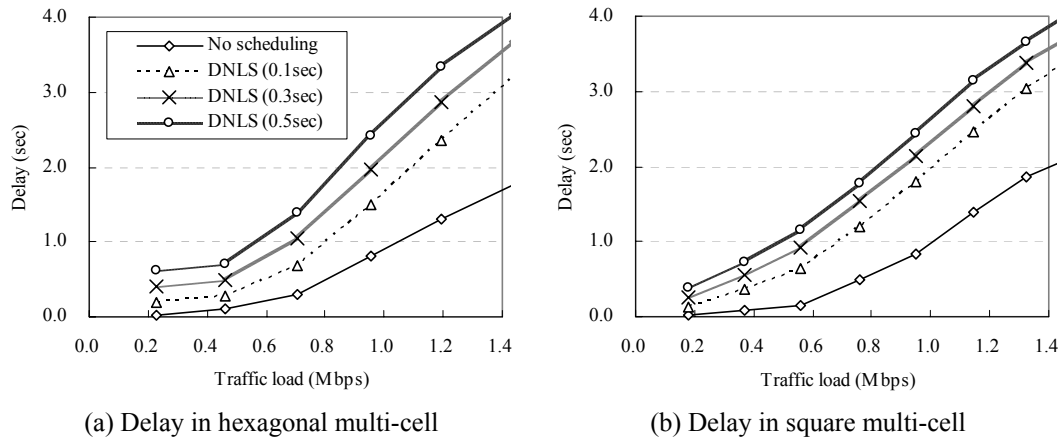 4.0
3.0
2.0
1.0
0.0
Delay (sec)
No scheduling
DNLS (0.1sec)
DNLS (0.3sec)
DNLS (0.5sec)
0.0 0.2 0.4 0.6 0.8 1.0 1.2 1.4
Traffic load (Mbps)
(a) Delay in hexagonal multi-cell
4.0
3.0
2.0
1.0
0.0
Delay (sec)
0.0 0.2 0.4 0.6 0.8 1.0 1.2 1.4
Traffic load (Mbps)
(b) Delay in square multi-cell